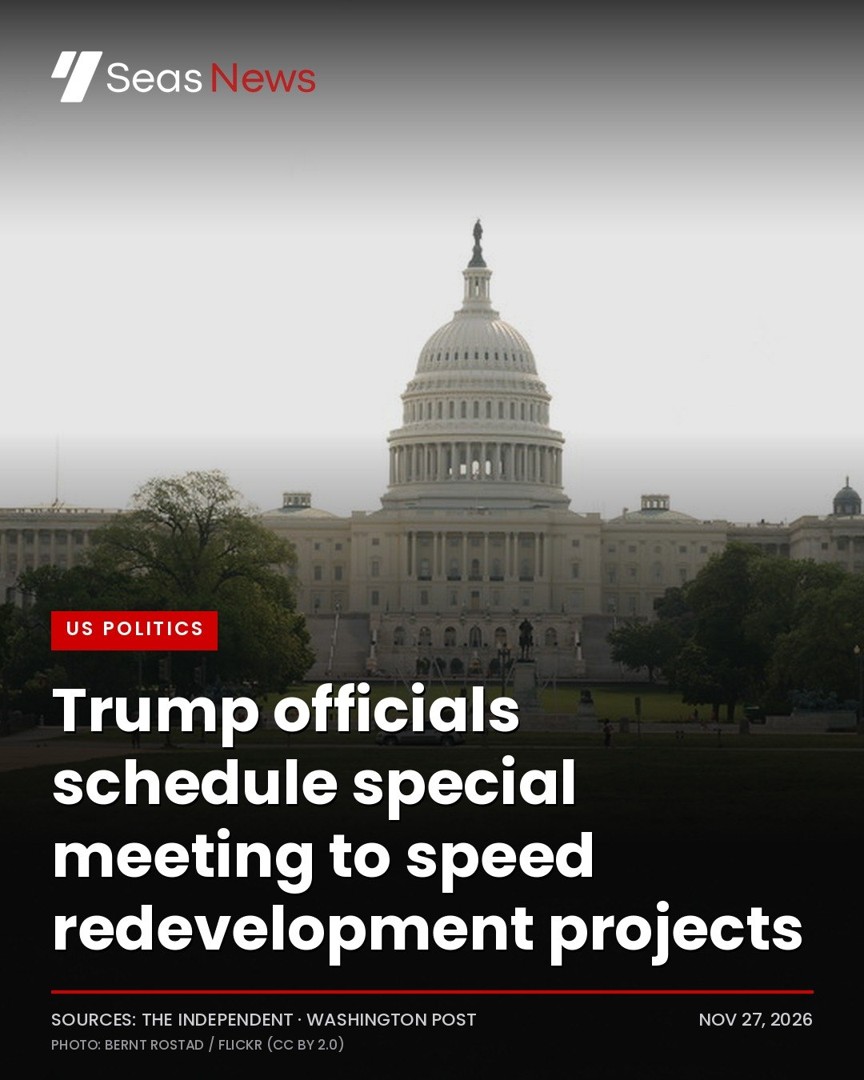 Seas News
US POLITICS
Trump officials
schedule special
meeting to speed
redevelopment projects
SOURCES: THE INDEPENDENT · WASHINGTON POST
NOV 27, 2026
PHOTO: BERNT ROSTAD / FLICKR (CC BY 2.0)